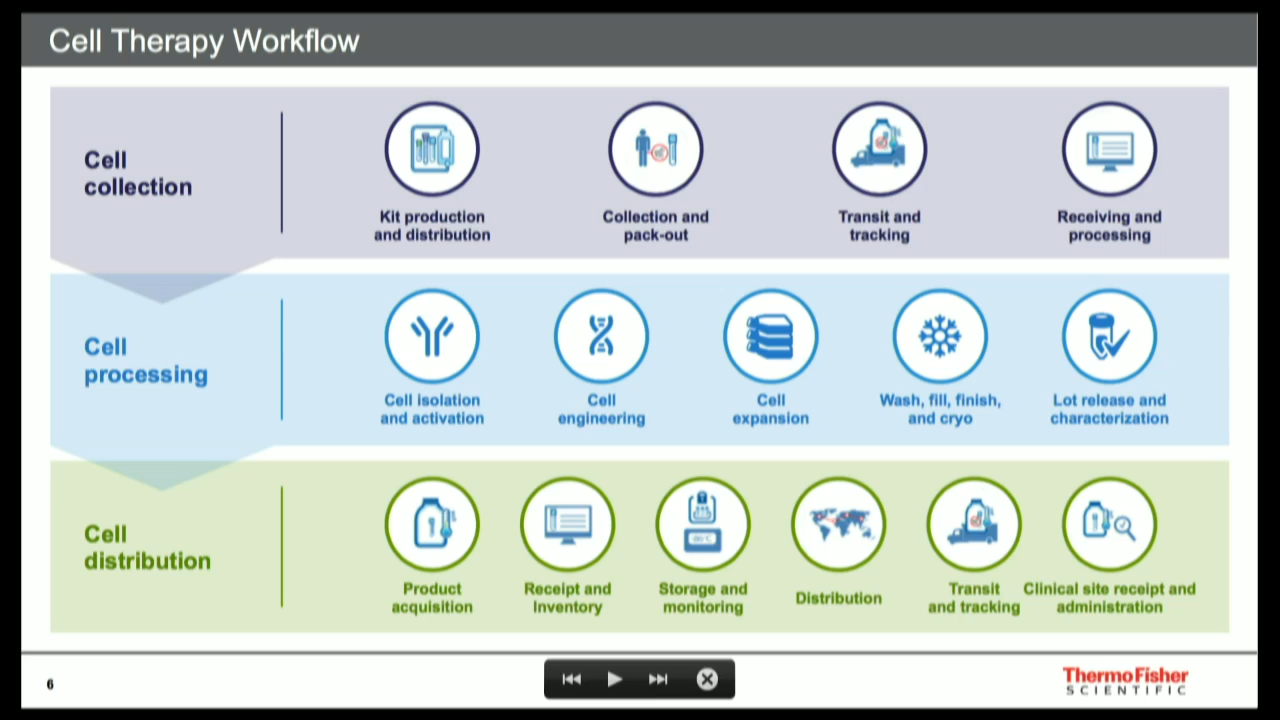 Cell Therapy Workflow
Cell
collection
Kit production
and distribution
Collection and
pack-out
Transit and
tracking
Receiving and
processing
Cell
processing
Cell isolation
and activation
Cell
engineering
Cell
expansion
Wash, fill, finish,
and cryo
Lot release and
characterization
Cell
distribution
Product
acquisition
Receipt and
Inventory
Storage and
monitoring
Distribution
Transit
and tracking
Clinical site receipt and
administration
6
ThermoFisher
SCIENTIFIC